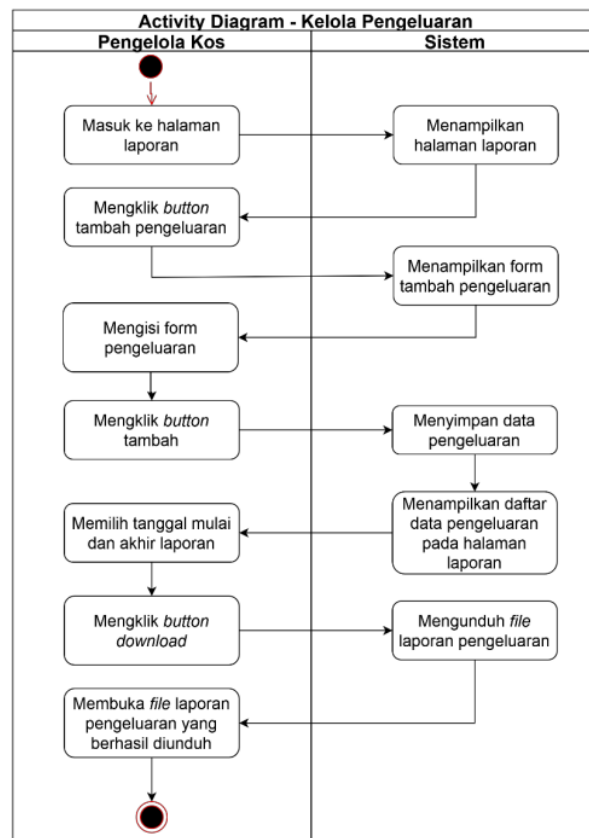 Activity Diagram - Kelola Pengeluaran
Pengelola Kos
Sistem
Masuk ke halaman
laporan
Menampilkan
halaman laporan
Mengklik button
tambah pengeluaran
Menampilkan form
tambah pengeluaran
Mengisi form
pengeluaran
Mengklik button
tambah
Menyimpan data
pengeluaran
Menampilkan daftar
data pengeluaran
pada halaman
laporan
Memilih tanggal mulai
dan akhir laporan
Mengklik button
download
Mengunduh file
laporan pengeluaran
Membuka file laporan
pengeluaran yang
berhasil diunduh